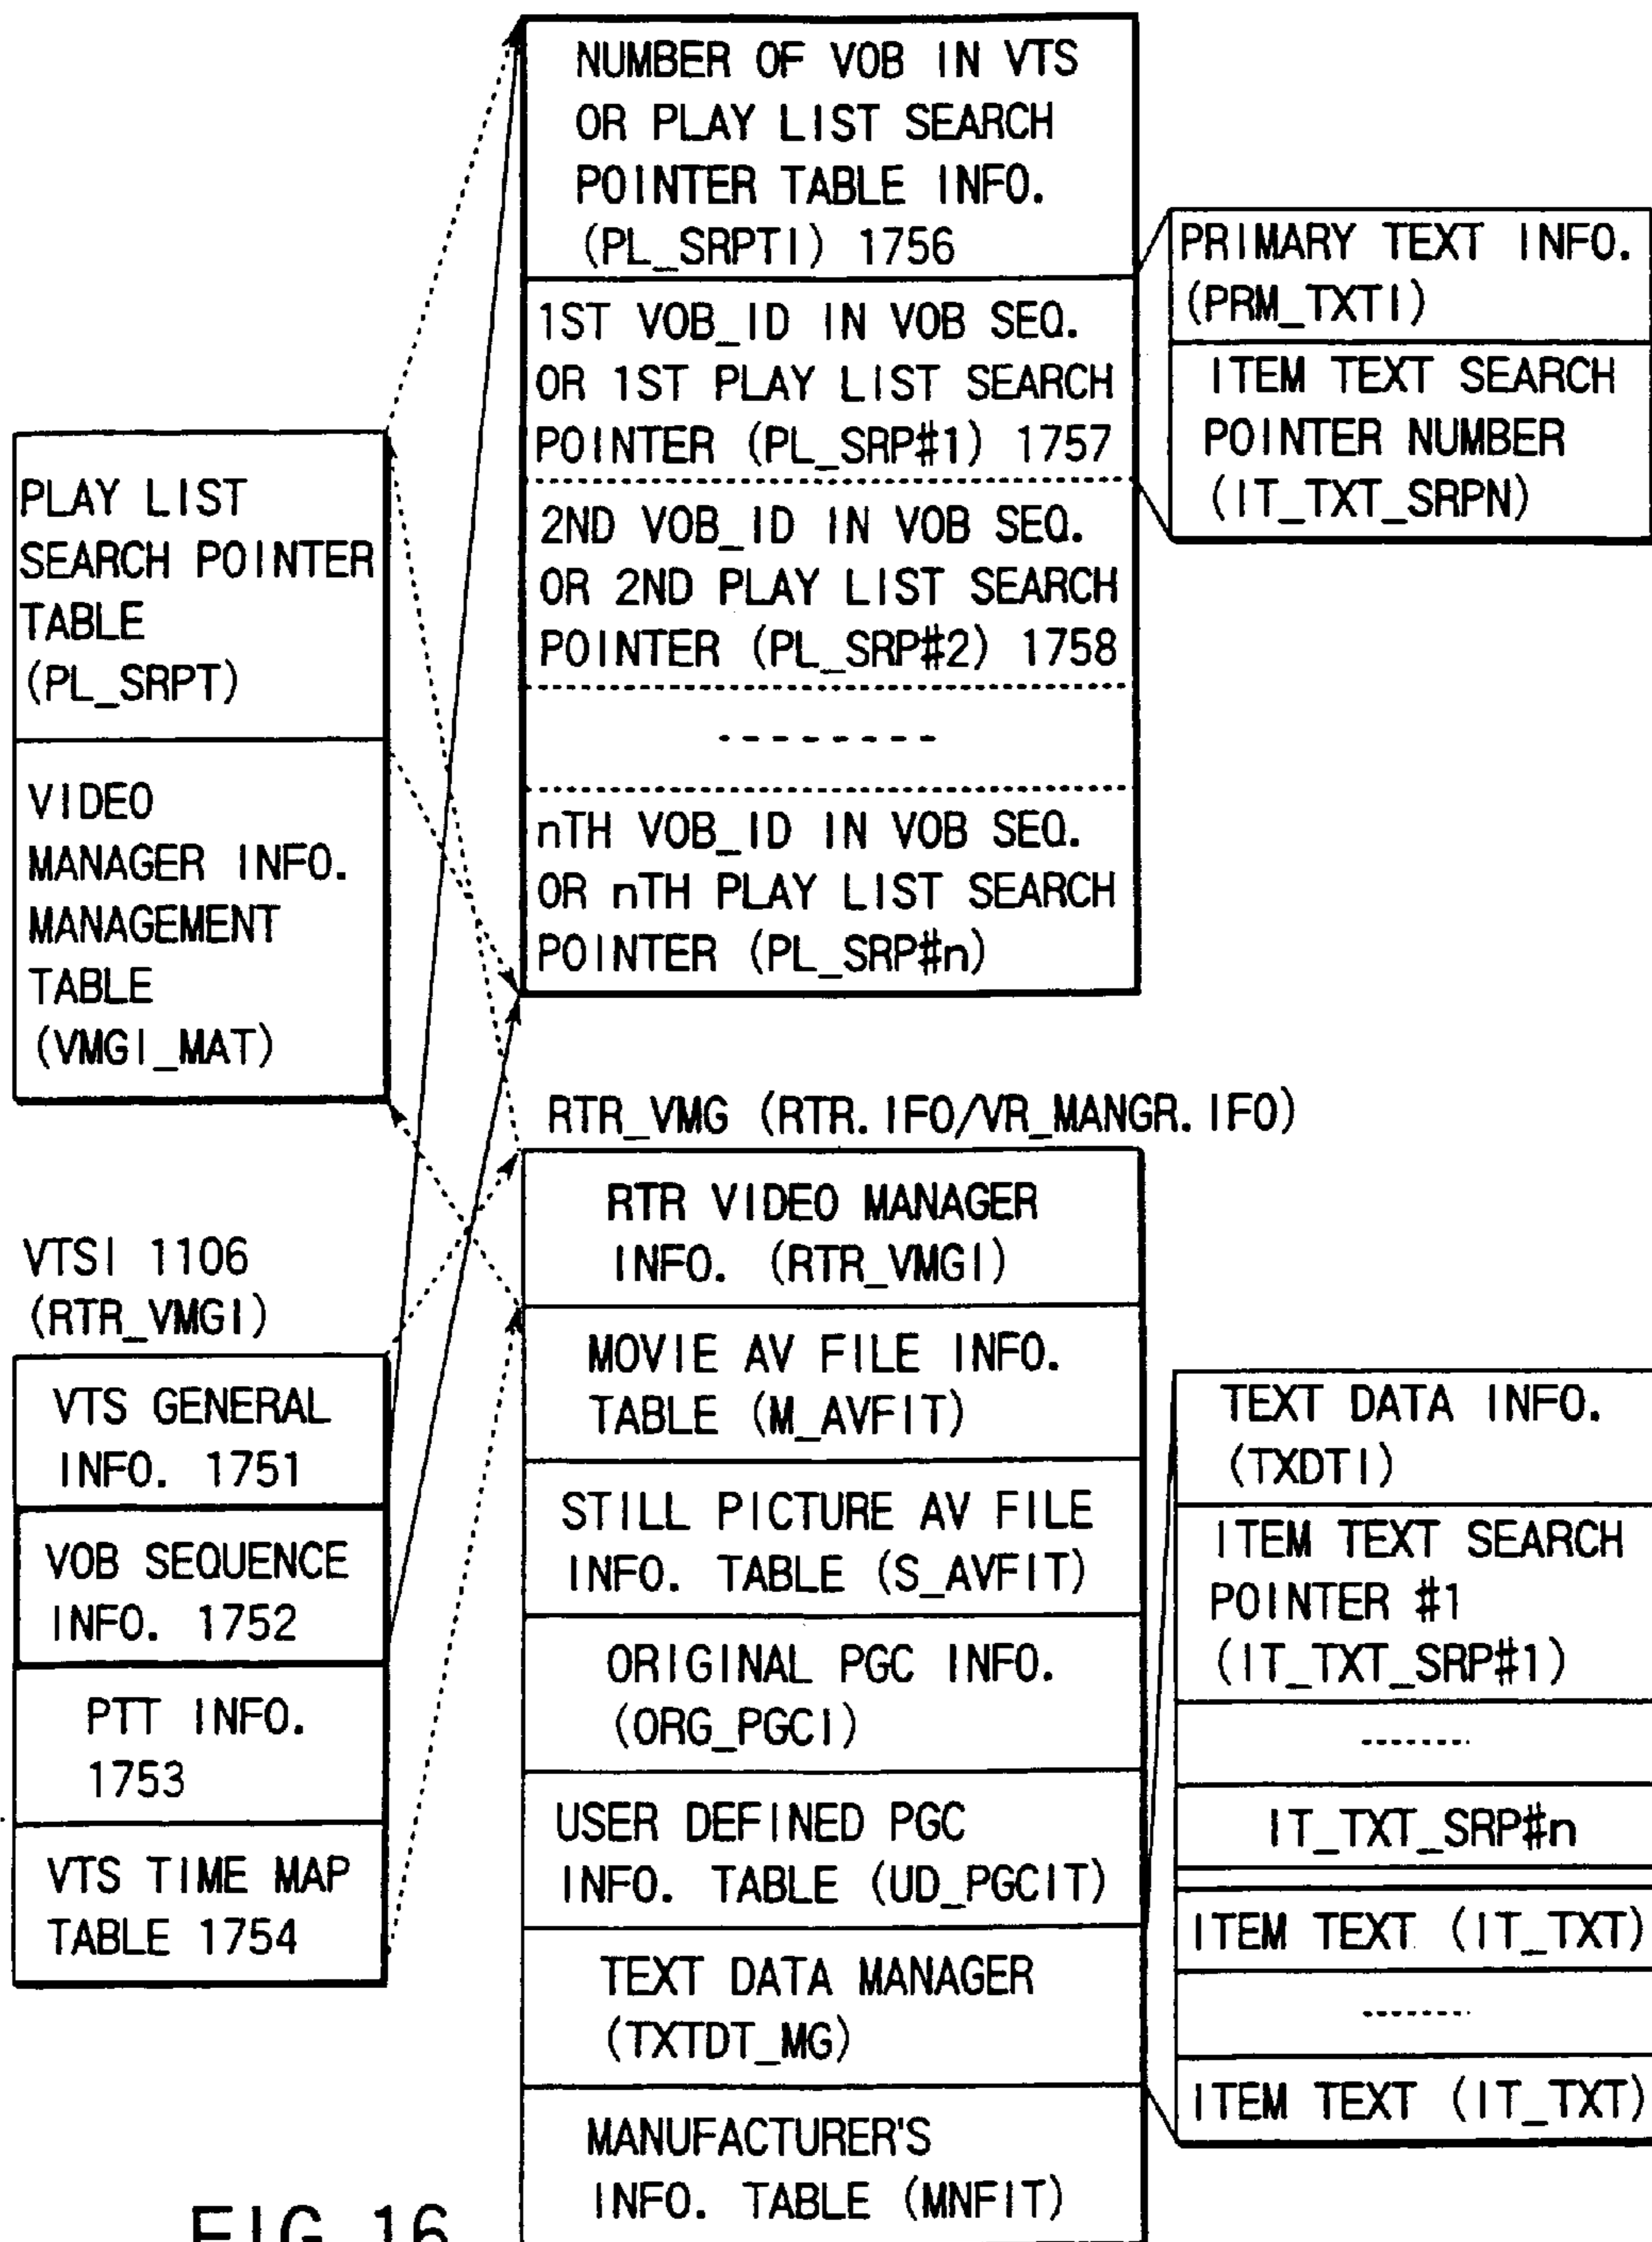 NUMBER OF VOB IN VTS
OR PLAY LIST SEARCH
POINTER TABLE INFO.
(PL_SRPTI) 1756
1ST VOB_ID IN VOB SEQ.
OR 1ST PLAY LIST SEARCH
POINTER (PL_SRP#1) 1757
2ND VOB_ID IN VOB SEQ.
OR 2ND PLAY LIST SEARCH
POINTER (PL_SRP#2) 1758
nTH VOB_ID IN VOB SEQ.
OR nTH PLAY LIST SEARCH
POINTER (PL_SRP#n)
PRIMARY TEXT INFO.
(PRM_TXTI)
ITEM TEXT SEARCH
POINTER NUMBER
(IT_TXT_SRPN)
PLAY LIST
SEARCH POINTER
TABLE
(PL_SRPT)
VIDEO
MANAGER INFO.
MANAGEMENT
TABLE
(VMGI_MAT)
VTSI 1106
(RTR_VMGI)
VTS GENERAL
INFO. 1751
VOB SEQUENCE
INFO. 1752
PTT INFO.
1753
VTS TIME MAP
TABLE 1754
RTR_VMG (RTR.IFO/VR_MANGR.IFO)
RTR VIDEO MANAGER
INFO. (RTR_VMGI)
MOVIE AV FILE INFO.
TABLE (M_AVFIT)
STILL PICTURE AV FILE
INFO. TABLE (S_AVFIT)
ORIGINAL PGC INFO.
(ORG_PGCI)
USER DEFINED PGC
INFO. TABLE (UD_PGCIT)
TEXT DATA MANAGER
(TXTDT_MG)
MANUFACTURER'S
INFO. TABLE (MNFIT)
TEXT DATA INFO.
(TXDTI)
ITEM TEXT SEARCH
POINTER #1
(IT_TXT_SRP#1)
IT_TXT_SRP#n
ITEM TEXT (IT_TXT)
ITEM TEXT (IT_TXT)
FIG 16